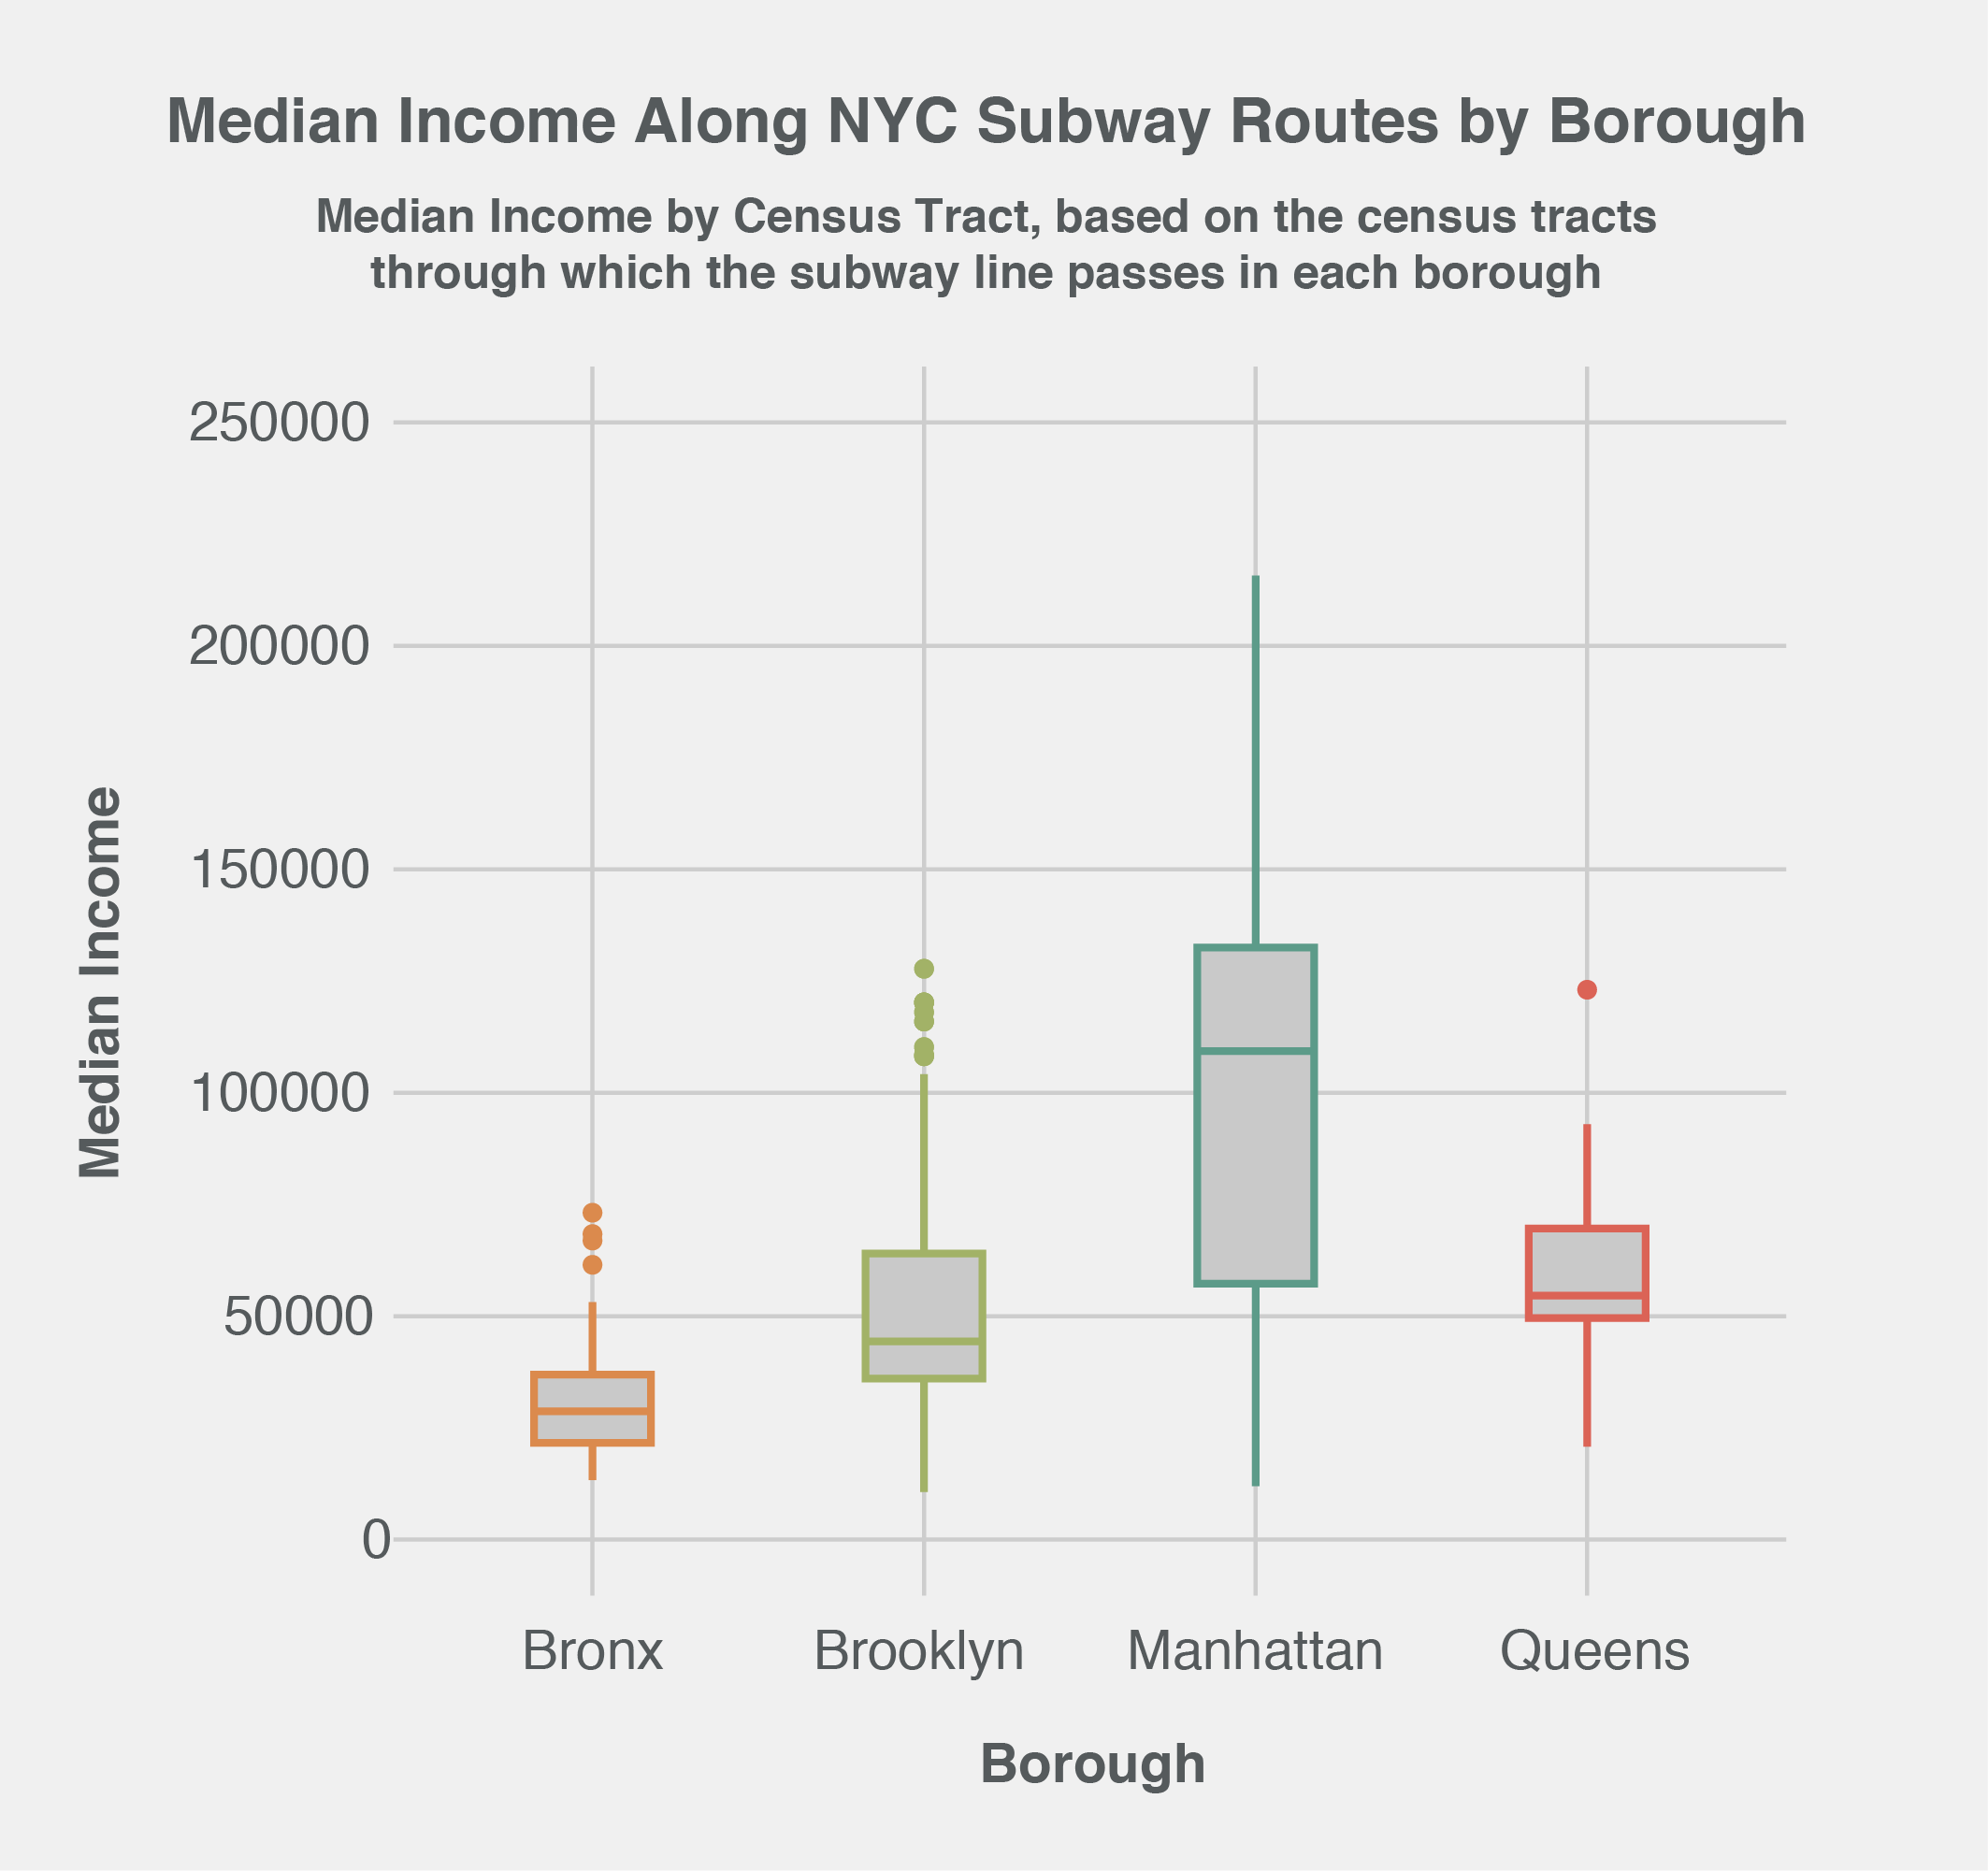 Median Income Along NYC Subway Routes by Borough
Median Income by Census Tract, based on the census tracts
through which the subway line passes in each borough
250000
200000
150000
100000
50000
0
Median Income
Bronx
Brooklyn
Manhattan
Queens
Borough